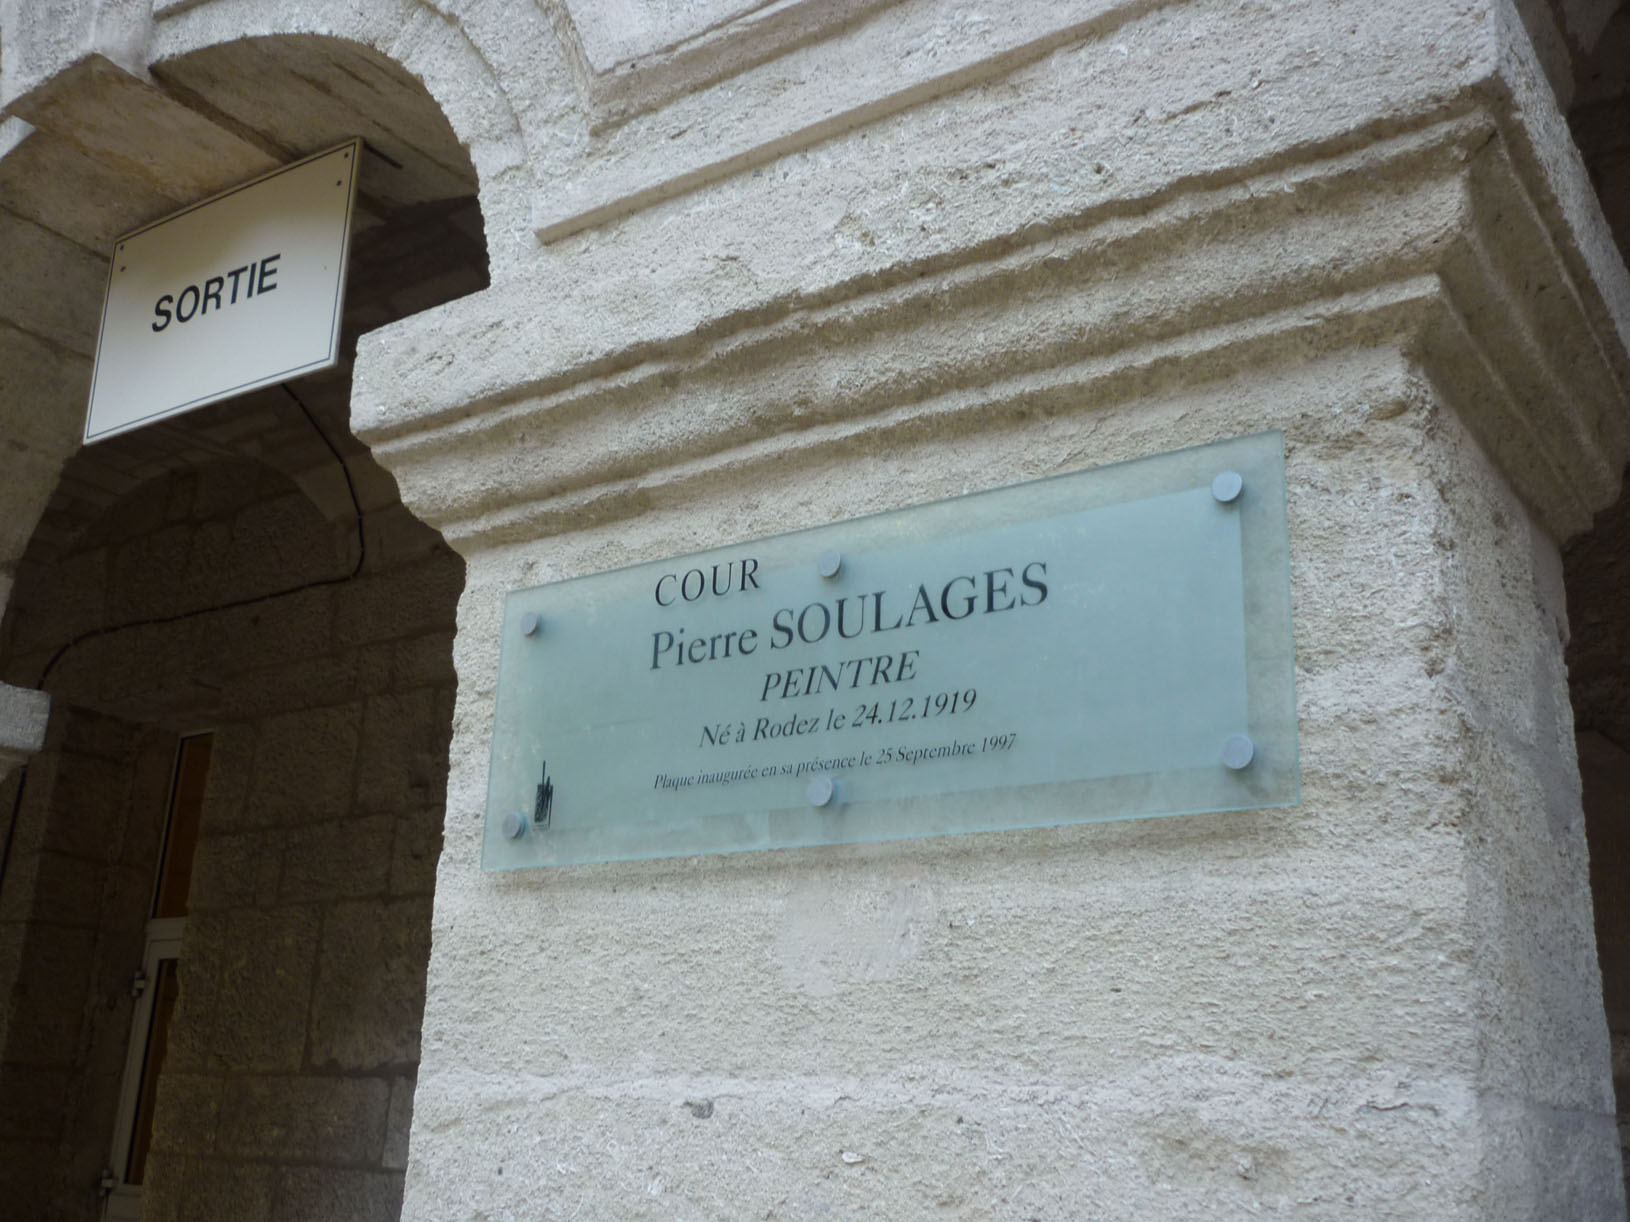 SORTIE
COUR
Pierre SOULAGES
PEINTRE
Né à Rodez le 24.12.1919
Plaque inaugurée en sa présence le 25 Septembre 1997